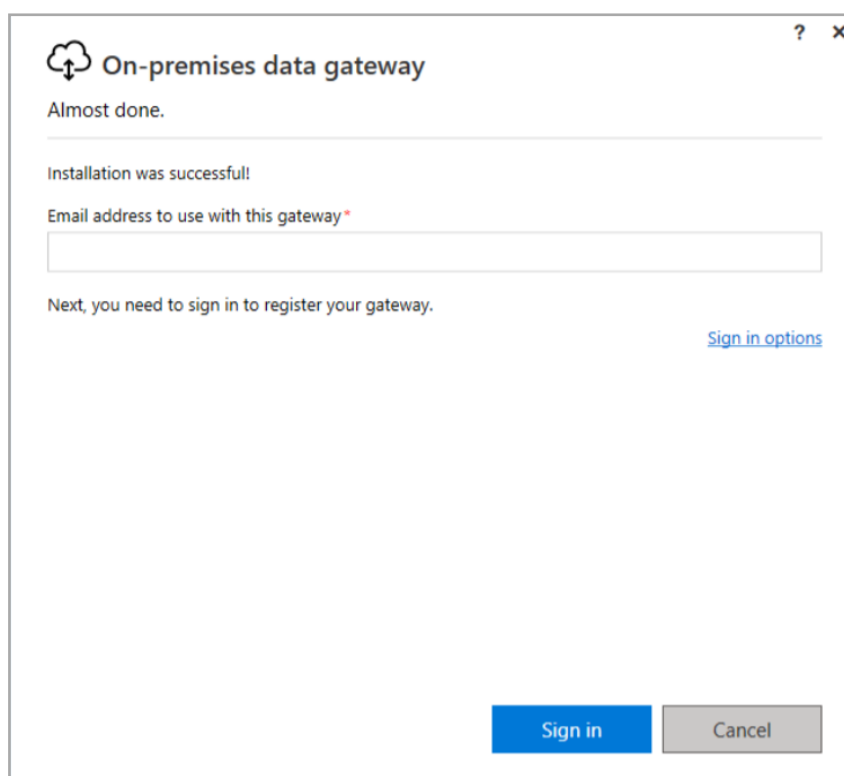 ?
On-premises data gateway
Almost done.
Installation was successful!
Email address to use with this gateway*
Next, you need to sign in to register your gateway.
Sign in options
Sign in
Cancel